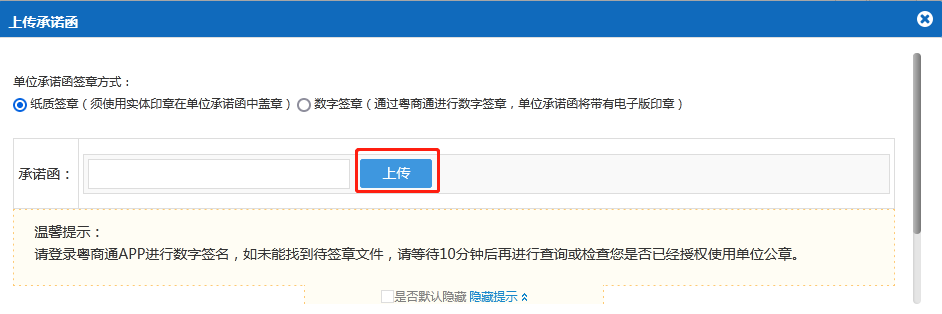 上传承诺函
单位承诺函签章方式：
纸质签章（须使用实体印章在单位承诺函中盖章） 数字签章（通过粤商通进行数字签章，单位承诺函将带有电子版印章）
承诺函： 上传
温馨提示：
请登录粤商通APP进行数字签名，如未能找到待签章文件，请等待10分钟后再进行查询或检查您是否已经授权使用单位公章。
是否默认隐藏 隐藏提示